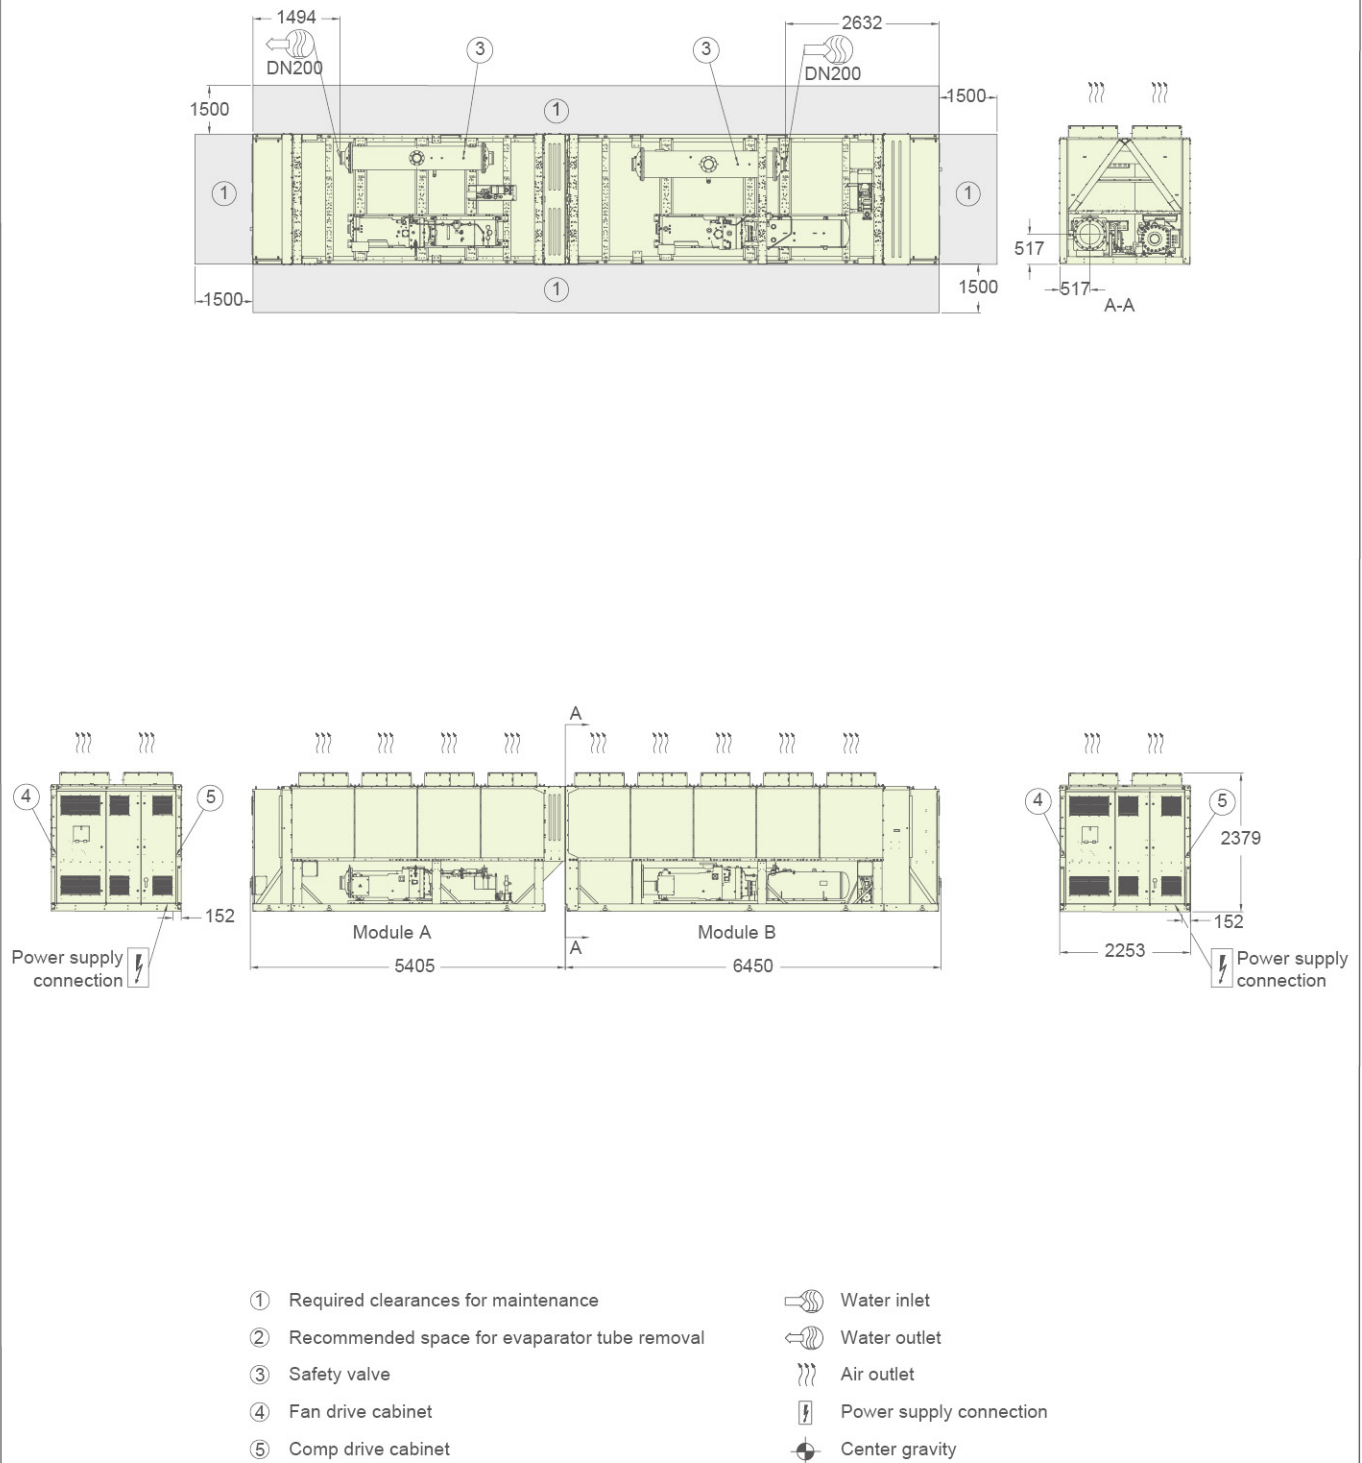 1494
2632
3
3
DN200
DN200
1500
1
1500
1
1
517
1500
1
1500
517
A-A
A
4
5
4
5
2379
152
152
Module A
A
Module B
Power supply
connection
5405
6450
2253
Power supply
connection
1 Required clearances for maintenance
2 Recommended space for evaparator tube removal
3 Safety valve
4 Fan drive cabinet
5 Comp drive cabinet
Water inlet
Water outlet
Air outlet
Power supply connection
Center gravity